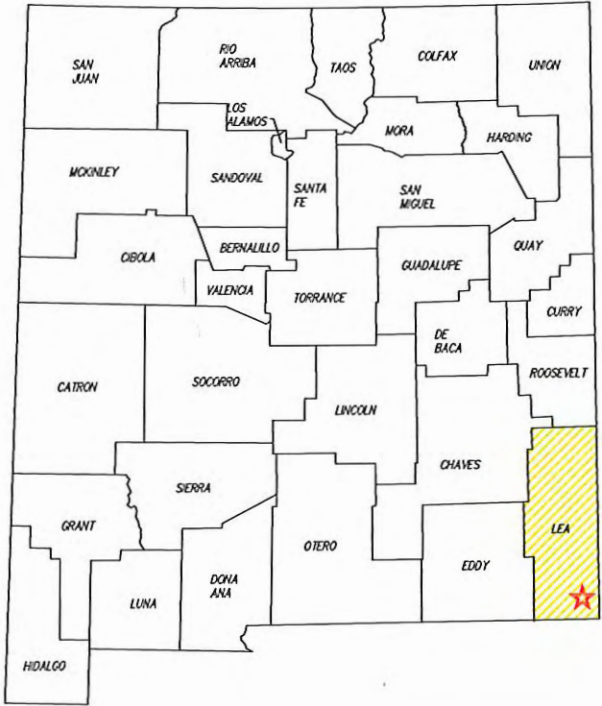 SAN
JUAN
RIO
ARRIBA
TAOS
COLFAX
UNION
LOS
ALAMOS
MORA
HARDING
MCKINLEY
SANDOVAL
SANTA
FE
SAN
MIGUEL
CIBOLA
BERNALILLO
VALENCIA
TORRANCE
GUADALUPE
QUAY
CURRY
DE
BACA
CATRON
SOCORRO
LINCOLN
ROOSEVELT
CHAVES
SIERRA
GRANT
OTERO
LEA
EDDY
DONA
ANA
LUNA
HIDALGO